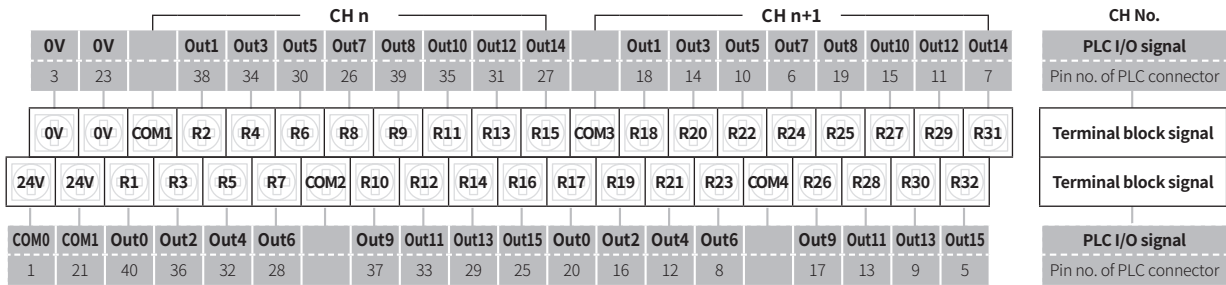 CH n CH n+1 CH No.
0V 0V Out1 Out3 Out5 Out7 Out8 Out10 Out12 Out14 Out1 Out3 Out5 Out7 Out8 Out10 Out12 Out14 PLC I/O signal
3 23 38 34 30 26 39 35 31 27 18 14 10 6 19 15 11 7 Pin no. of PLC connector
0V 0V COM1 R2 R4 R6 R8 R9 R11 R13 R15 COM3 R18 R20 R22 R24 R25 R27 R29 R31 Terminal block signal
24V 24V R1 R3 R5 R7 COM2 R10 R12 R14 R16 R17 R19 R21 R23 COM4 R26 R28 R30 R32 Terminal block signal
COM0 COM1 Out0 Out2 Out4 Out6 Out9 Out11 Out13 Out15 Out0 Out2 Out4 Out6 Out9 Out11 Out13 Out15 PLC I/O signal
1 21 40 36 32 28 37 33 29 25 20 16 12 8 17 13 9 5 Pin no. of PLC connector